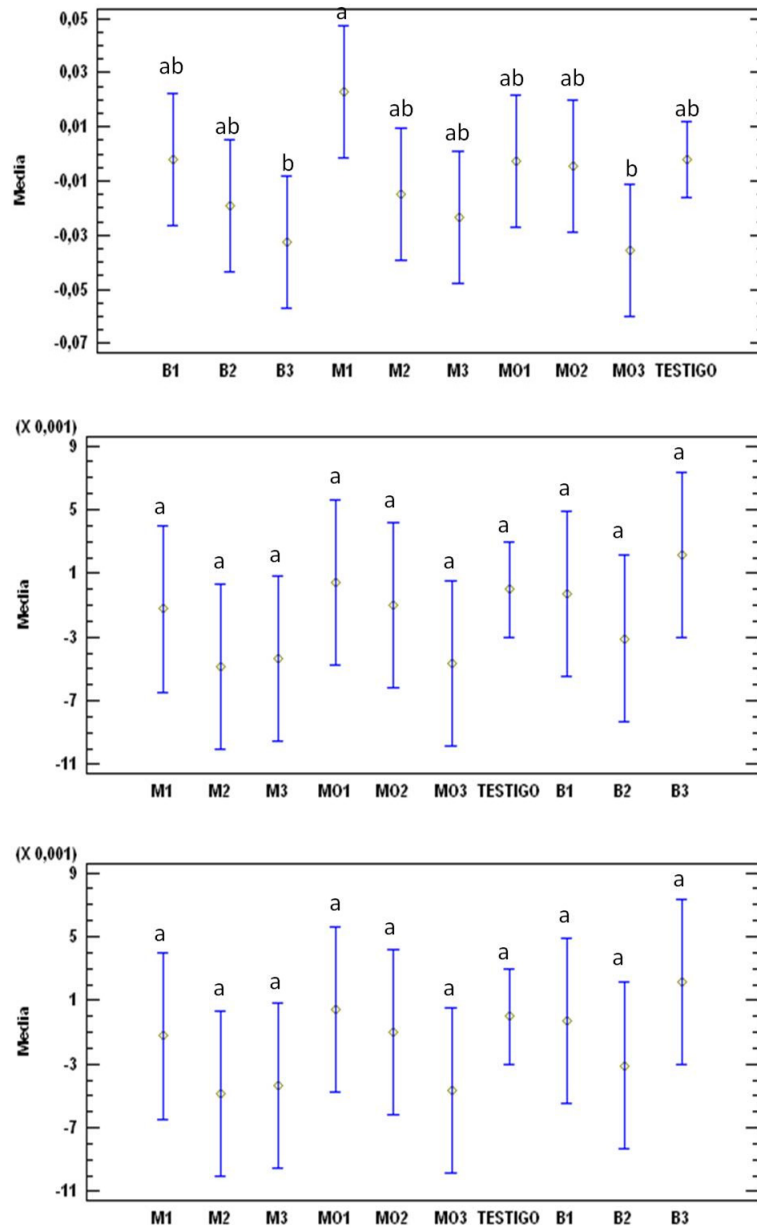 0,05
0,03
0,01
-0,01
-0,03
-0,05
-0,07
Media
ab
ab
b
a
ab
ab
ab
ab
b
ab
B1 B2 B3 M1 M2 M3 MO1 MO2 MO3 TESTIGO
(X 0,001)
9
5
1
-3
-7
-11
Media
a
a
a
a
a
a
a
a
a
a
M1 M2 M3 MO1 MO2 MO3 TESTIGO B1 B2 B3
(X 0,001)
9
5
1
-3
-7
-11
Media
a
a
a
a
a
a
a
a
a
a
M1 M2 M3 MO1 MO2 MO3 TESTIGO B1 B2 B3